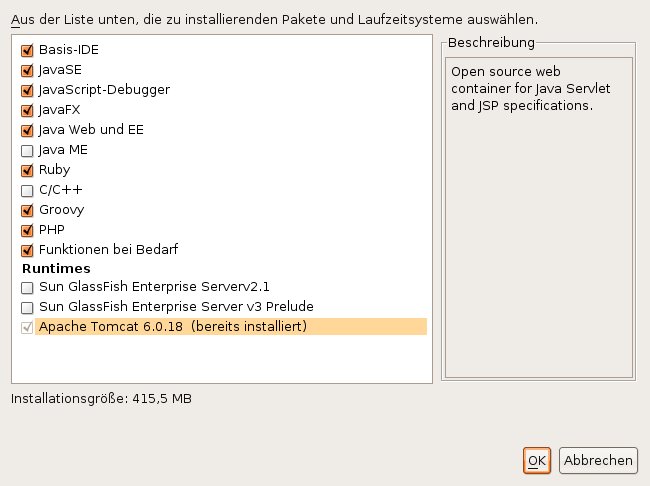 Aus der Liste unten, die zu installierenden Pakete und Laufzeitsysteme auswählen.
Basis-IDE
JavaSE
JavaScript-Debugger
JavaFX
Java Web und EE
Java ME
Ruby
C/C++
Groovy
PHP
Funktionen bei Bedarf
Runtimes
Sun GlassFish Enterprise Serverv2.1
Sun GlassFish Enterprise Server v3 Prelude
Apache Tomcat 6.0.18 (bereits installiert)
Beschreibung
Open source web
container for Java Servlet
and JSP specifications.
Installationsgröße: 415,5 MB
OK
Abbrechen